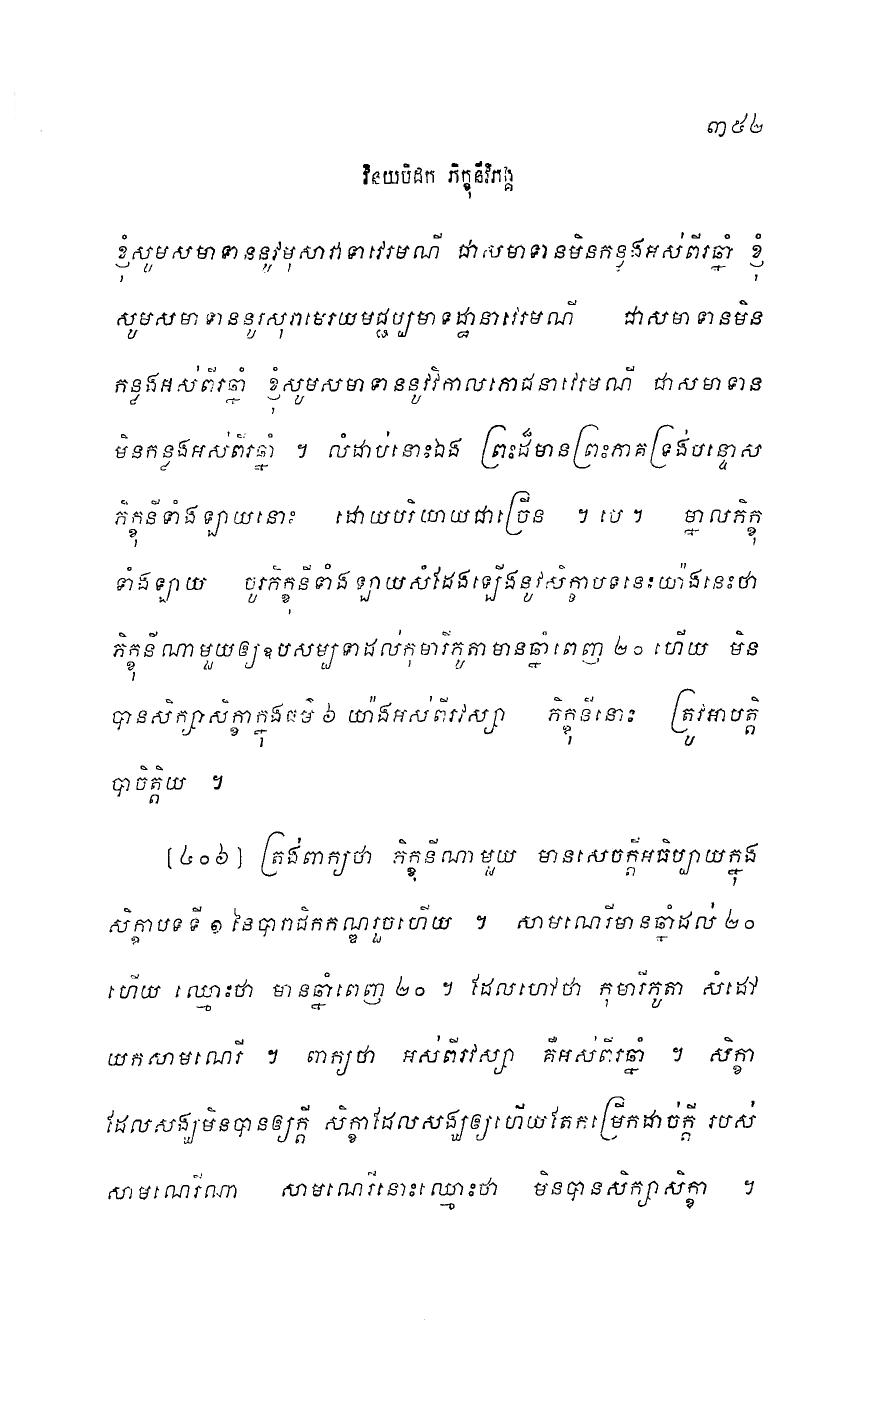 ៣៥២
វិនយបិដក ភិក្ខុនីវិភង្គ
ខ្ញុំសូមសមាទាននូវមុសាវាទាវេរមណី ជាសមាទានមិនកន្លងអស់ពីរឆ្នាំ ខ្ញុំ
សូមសមាទាននូវសុរាមេរយមជ្ជប្បមាទដ្ឋានាវេរមណី ជាសមាទានមិន
កន្លងអស់ពីរឆ្នាំ ខ្ញុំសូមសមាទាននូវវិកាលភោជនាវេរមណី ជាសមាទាន
មិនកន្លងអស់ពីរឆ្នាំ ។ លំដាប់នោះឯង ព្រះដ៏មានព្រះភាគទ្រង់បន្ទោស
ភិក្ខុនីទាំងឡាយនោះ ដោយបរិយាយជាច្រើន ។ បេ ។ ម្នាលភិក្ខុ
ទាំងឡាយ ចូរភិក្ខុនីទាំងឡាយសំដែងឡើងនូវសិក្ខាបទនេះយ៉ាងនេះថា
ភិក្ខុនីណាមួយឲ្យឧបសម្បទាដល់កុមារីភូតាមានឆ្នាំពេញ ២០ ហើយ មិន
បានសិក្សាសិក្ខាក្នុងធម៌ ៦ យ៉ាងអស់ពីរវស្សា ភិក្ខុនីនោះ ត្រូវអាបត្តិ
បាចិត្តិយ ។
[៤០៦] ត្រង់ពាក្យថា ភិក្ខុនីណាមួយ មានសេចក្តីអធិប្បាយក្នុង
សិក្ខាបទទី ១ នៃបារាជិកកណ្ឌរួចហើយ ។ សាមណេរីមានឆ្នាំដល់ ២០
ហើយ ឈ្មោះថា មានឆ្នាំពេញ ២០ ។ ដែលហៅថា កុមារីភូតា សំដៅ
យកសាមណេរី ។ ពាក្យថា អស់ពីរវស្សា គឺអស់ពីរឆ្នាំ ។ សិក្ខា
ដែលសង្ឃមិនបានឲ្យក្តី សិក្ខាដែលសង្ឃឲ្យហើយតែកម្រើកដាច់ក្តី របស់
សាមណេរីណា សាមណេរីនោះឈ្មោះថា មិនបានសិក្សាសិក្ខា ។